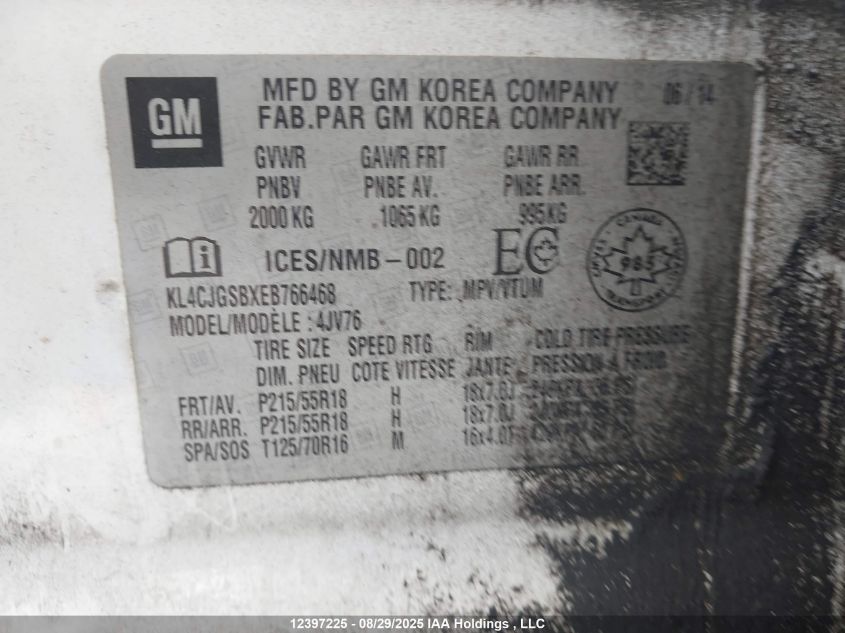 GM
MFD BY GM KOREA COMPANY 06/14
FAB.PAR GM KOREA COMPANY
GVWR GAWR FRT GAWR RR
PNBV PNBE AV. PNBE ARR.
2000 KG 1065 KG 995KG
ICES/NMB-002 EC
CANADA
985
TRANSPORT
KL4CJGSBXEB766468 TYPE: MPV/VTUM
MODEL/MODÈLE : 4JV76
TIRE SIZE SPEED RTG RIM COLD TIRE PRESSURE
DIM. PNEU COTE VITESSE JANTE PRESSION A FROID
FRT/AV. P215/55R18 H 18x7.0J
RR/ARR. P215/55R18 H 18x7.0J
SPA/SOS T125/70R16 M 16x4.0T
12397225 - 08/29/2025 IAA Holdings , LLC